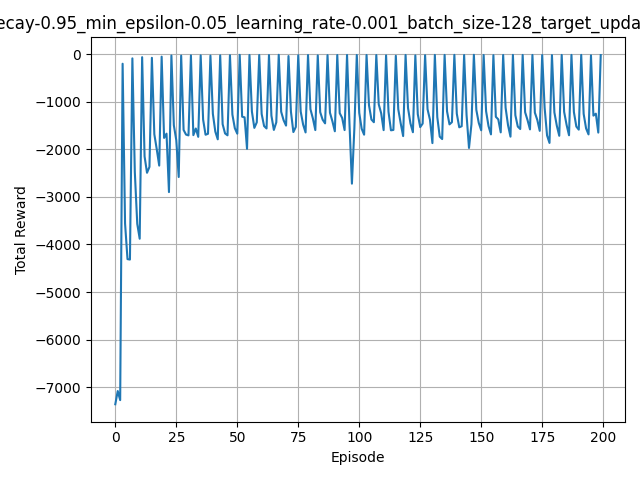 ecay-0.95_min_epsilon-0.05_learning_rate-0.001_batch_size-128_target_upda
0
−1000
−2000
−3000
−4000
−5000
−6000
−7000
Total Reward
0 25 50 75 100 125 150 175 200
Episode